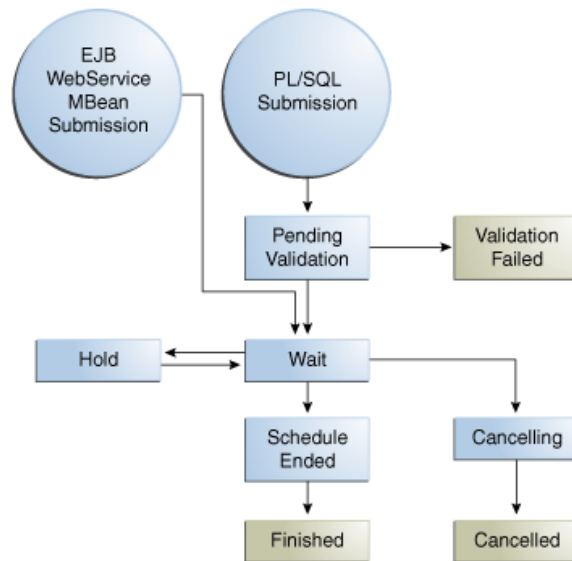 EJB
WebService
MBean
Submission
PL/SQL
Submission
Pending
Validation
Validation
Failed
Hold
Wait
Schedule
Ended
Cancelling
Finished
Cancelled